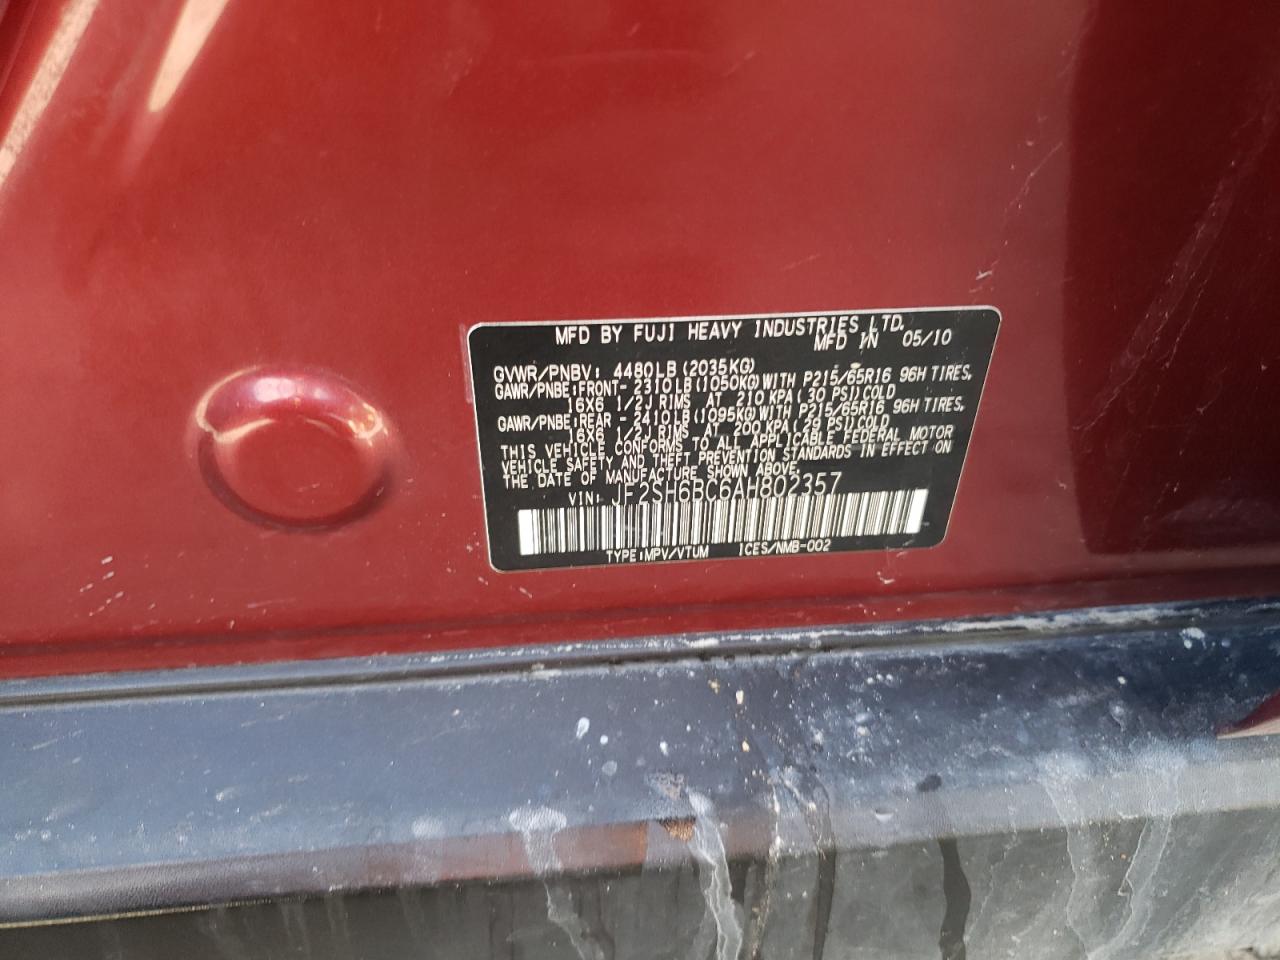 MFD BY FUJI HEAVY INDUSTRIES LTD.
MFD IN 05/10
GVWR/PNBV: 4480LB(2035KG)
GAWR/PNBE:FRONT-2310LB(1050KG)WITH P215/65R16 96H TIRES,
16X6 1/2J RIMS AT 210 KPA(30 PSI)COLD
GAWR/PNBE:REAR -2410LB(1095KG)WITH P215/65R16 96H TIRES,
16X6 1/2J RIMS AT 200 KPA(29 PSI)COLD
THIS VEHICLE CONFORMS TO ALL APPLICABLE FEDERAL MOTOR
VEHICLE SAFETY AND THEFT PREVENTION STANDARDS IN EFFECT ON
THE DATE OF MANUFACTURE SHOWN ABOVE.
VIN: JF2SH6BC6AH802357
TYPE:MPV/VTUM ICES/NMB-002